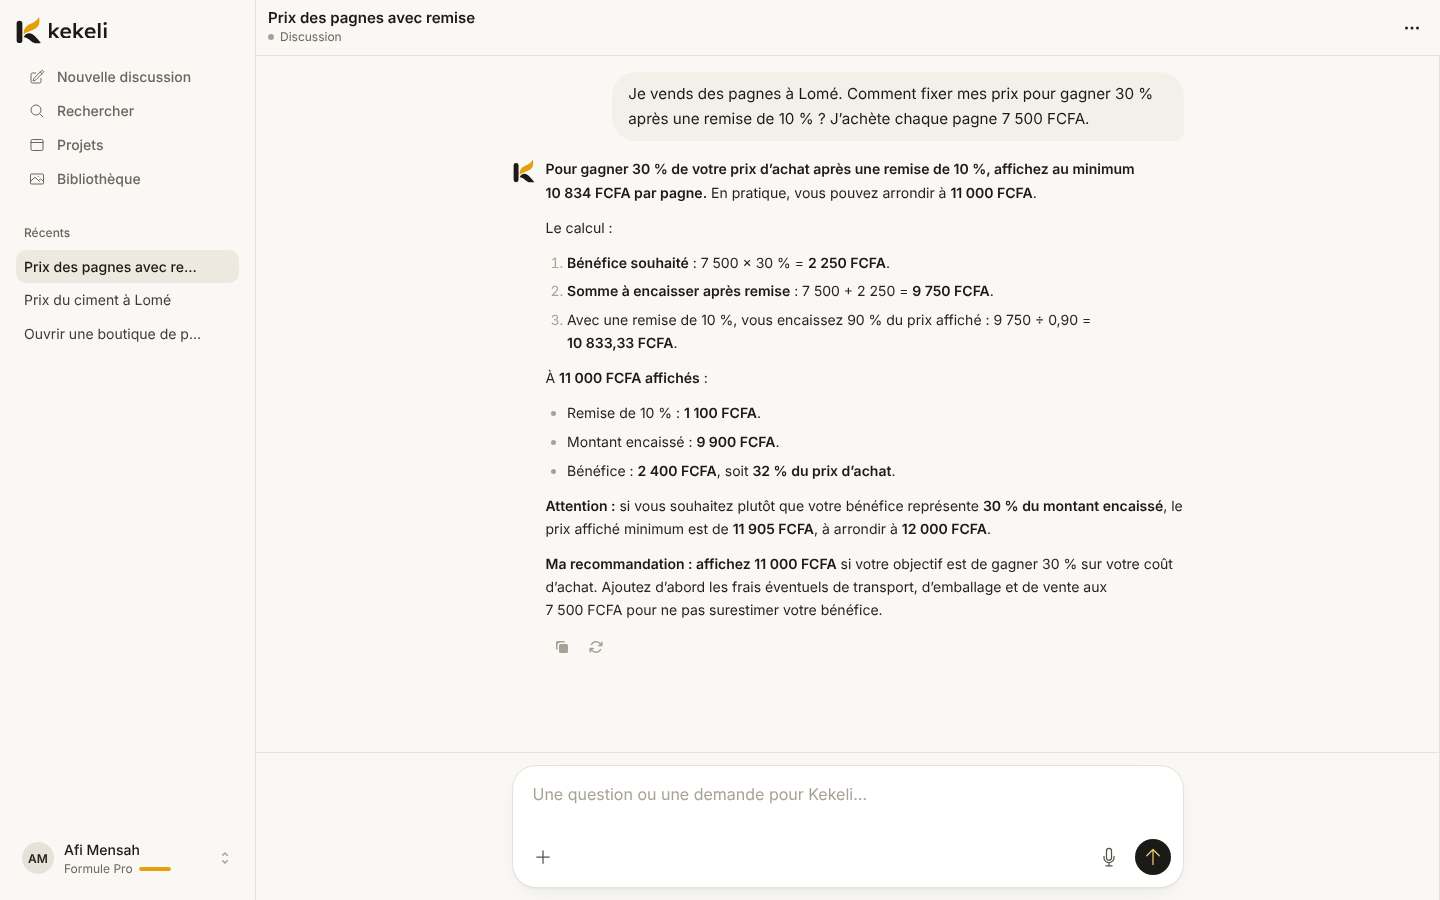 kekeli
Nouvelle discussion
Rechercher
Projets
Bibliothèque
Récents
Prix des pagnes avec re...
Prix du ciment à Lomé
Ouvrir une boutique de p...
AM
Afi Mensah
Formule Pro
Prix des pagnes avec remise
Discussion
Je vends des pagnes à Lomé. Comment fixer mes prix pour gagner 30 %
après une remise de 10 % ? J’achète chaque pagne 7 500 FCFA.
Pour gagner 30 % de votre prix d’achat après une remise de 10 %, affichez au minimum
10 834 FCFA par pagne. En pratique, vous pouvez arrondir à 11 000 FCFA.
Le calcul :
1. Bénéfice souhaité : 7 500 × 30 % = 2 250 FCFA.
2. Somme à encaisser après remise : 7 500 + 2 250 = 9 750 FCFA.
3. Avec une remise de 10 %, vous encaissez 90 % du prix affiché : 9 750 ÷ 0,90 =
10 833,33 FCFA.
À 11 000 FCFA affichés :
• Remise de 10 % : 1 100 FCFA.
• Montant encaissé : 9 900 FCFA.
• Bénéfice : 2 400 FCFA, soit 32 % du prix d’achat.
Attention : si vous souhaitez plutôt que votre bénéfice représente 30 % du montant encaissé, le
prix affiché minimum est de 11 905 FCFA, à arrondir à 12 000 FCFA.
Ma recommandation : affichez 11 000 FCFA si votre objectif est de gagner 30 % sur votre coût
d’achat. Ajoutez d’abord les frais éventuels de transport, d’emballage et de vente aux
7 500 FCFA pour ne pas surestimer votre bénéfice.
Une question ou une demande pour Kekeli...